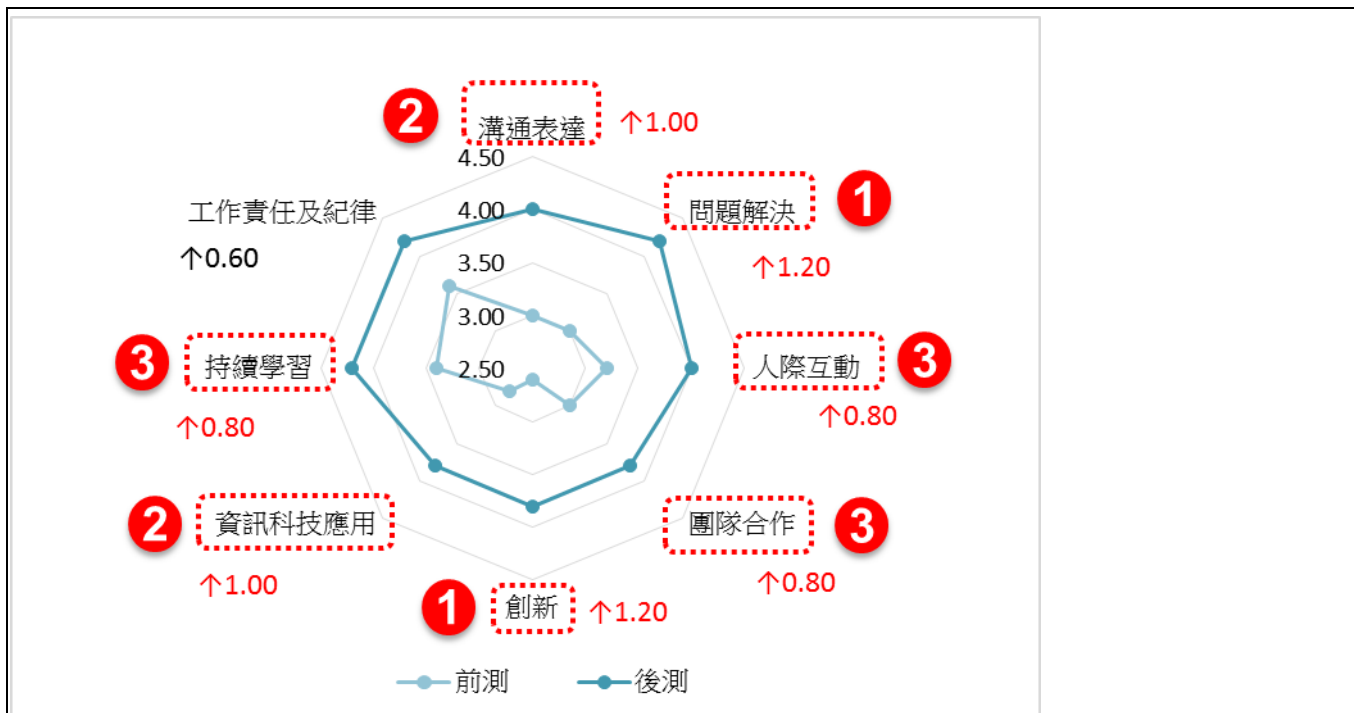 2 溝通表達 ↑1.00
4.50
問題解決 1
工作責任及紀律 4.00
↑0.60 3.50 ↑1.20
3.00
3 持續學習 2.50 人際互動 3
↑0.80 ↑0.80
2 資訊科技應用 團隊合作 3
↑1.00 ↑0.80
1 創新 ↑1.20
前測 後測